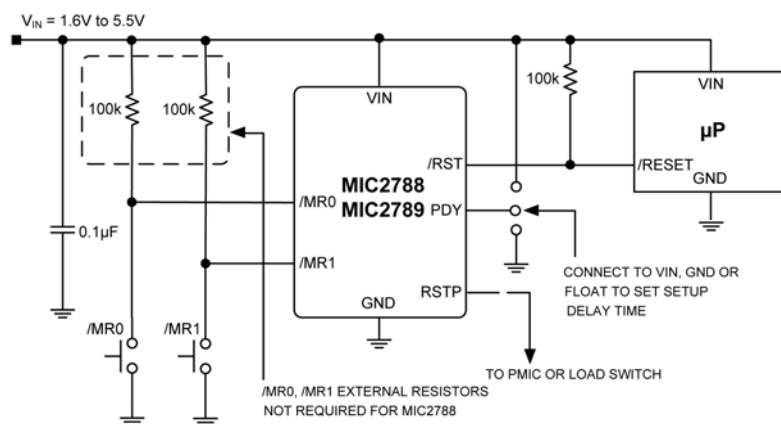 VIN = 1.6V to 5.5V
100k
100k
100k
VIN
VIN
µP
/RST
/RESET
GND
MIC2788
MIC2789
/MR0
PDY
0.1µF
/MR1
CONNECT TO VIN, GND OR
FLOAT TO SET SETUP
DELAY TIME
RSTP
GND
/MR0
/MR1
TO PMIC OR LOAD SWITCH
/MR0, /MR1 EXTERNAL RESISTORS
NOT REQUIRED FOR MIC2788